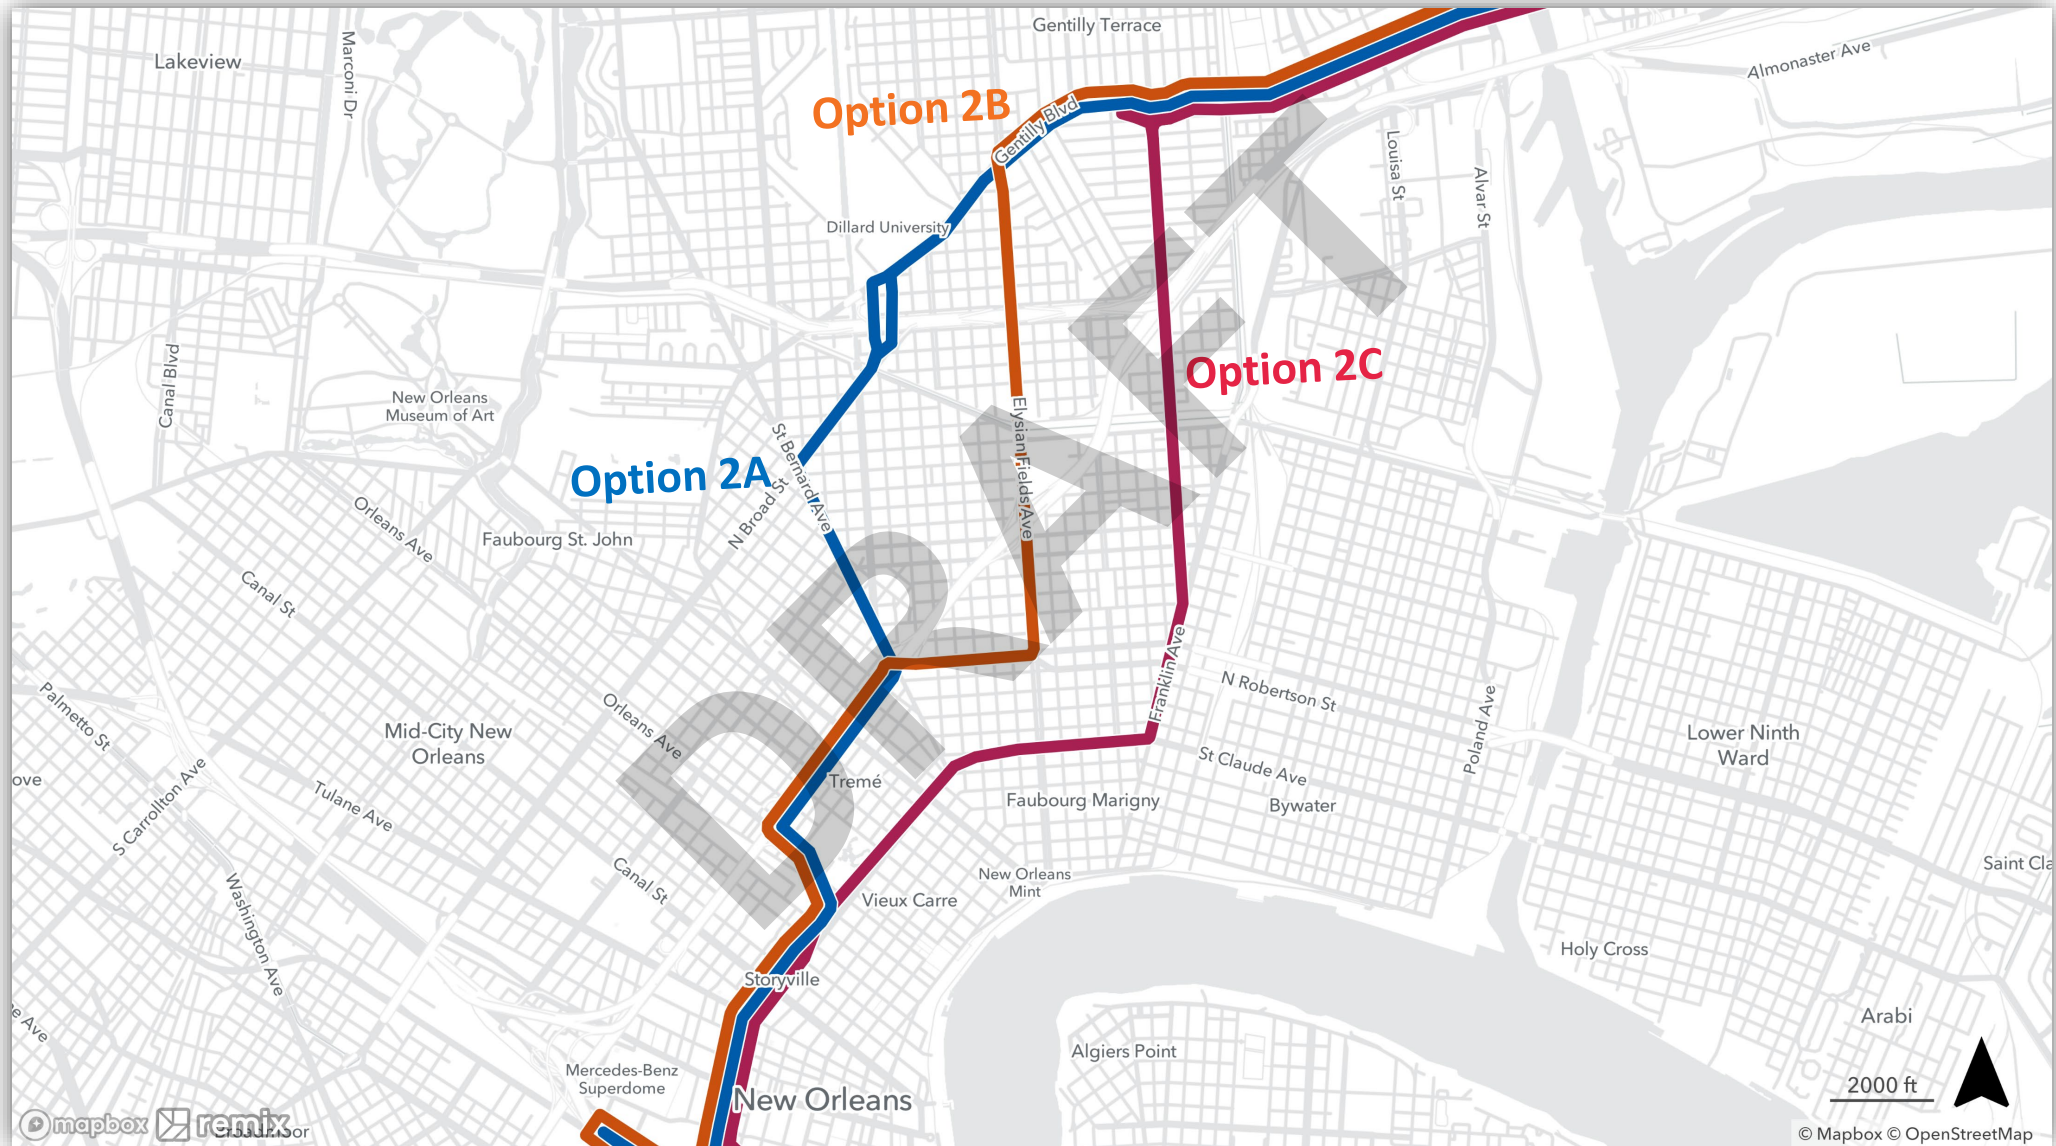 Gentilly Terrace
Lakeview
Marconi Dr
Almonaster Ave
Option 2B
Gentilly Blvd
Louisa St
Alvar St
Dillard University
Option 2C
Canal Blvd
New Orleans
Museum of Art
Elysian Fields Ave
St Bernard Ave
Option 2A
N Broad St
Orleans Ave
Faubourg St. John
Canal St
DRAFT
Franklin Ave
N Robertson St
Palmetto St
Orleans Ave
Mid-City New
Orleans
Poland Ave
Lower Ninth
Ward
St Claude Ave
ove
S Carrollton Ave
Tulane Ave
Tremé
Faubourg Marigny
Bywater
Canal St
Vieux Carre
New Orleans
Mint
Saint Cla
Washington Ave
Storyville
Holy Cross
e Ave
Arabi
Algiers Point
Mercedes-Benz
Superdome
New Orleans
2000 ft
mapbox
remix
Broadmoor
© Mapbox © OpenStreetMap